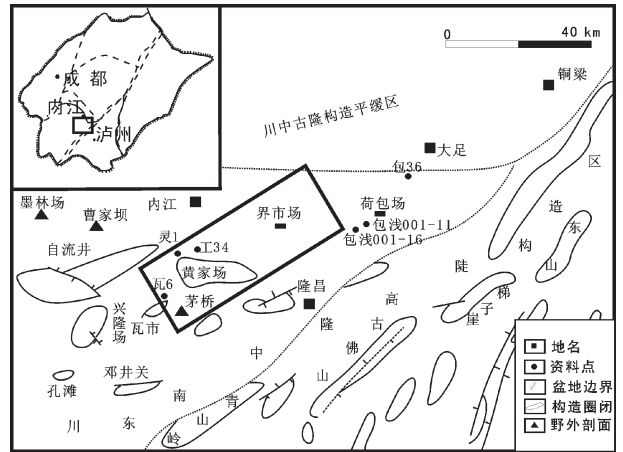 0 40 km
成都
内江
泸州
铜梁
川中古隆构造平缓区
大足
包36
区
墨林场
曹家坝
内江
界市场
荷包场
包浅001-11
包浅001-16
造
东
构
山
自流井
灵1
工34
黄家场
瓦6
茅桥
隆昌
陡
高
梯
子
崖
兴隆场
瓦市
隆
古
中
佛
山
邓井关
孔滩
南
青
山
岭
川
东
地名
资料点
盆地边界
构造圈闭
野外剖面